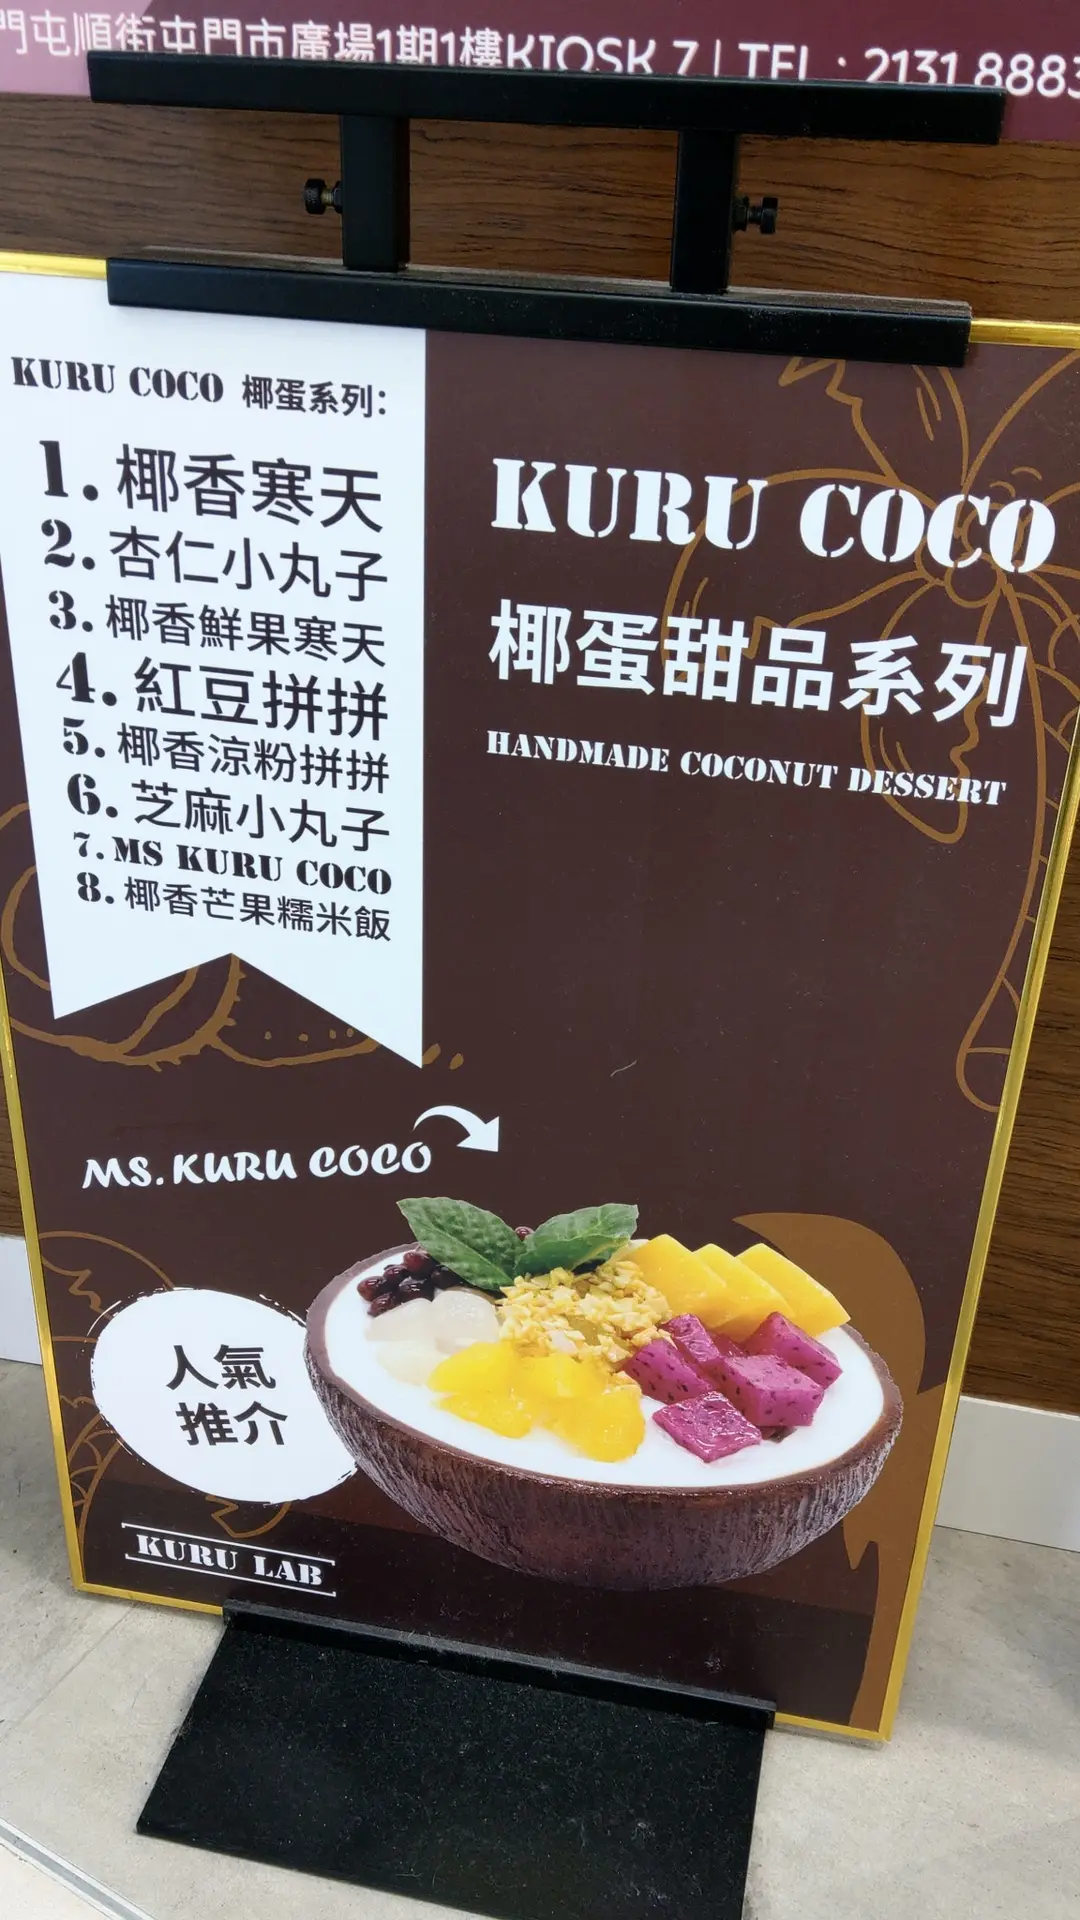 門屯順街屯門市廣場1期1樓KIOSK 7 | TEL : 2131 8883
KURU COCO 椰蛋系列:
1. 椰香寒天
2. 杏仁小丸子
3. 椰香鮮果寒天
4. 紅豆拼拼
5. 椰香涼粉拼拼
6. 芝麻小丸子
7. MS KURU COCO
8. 椰香芒果糯米飯
KURU COCO
椰蛋甜品系列
HANDMADE COCONUT DESSERT
MS. KURU COCO
人氣
推介
KURU LAB